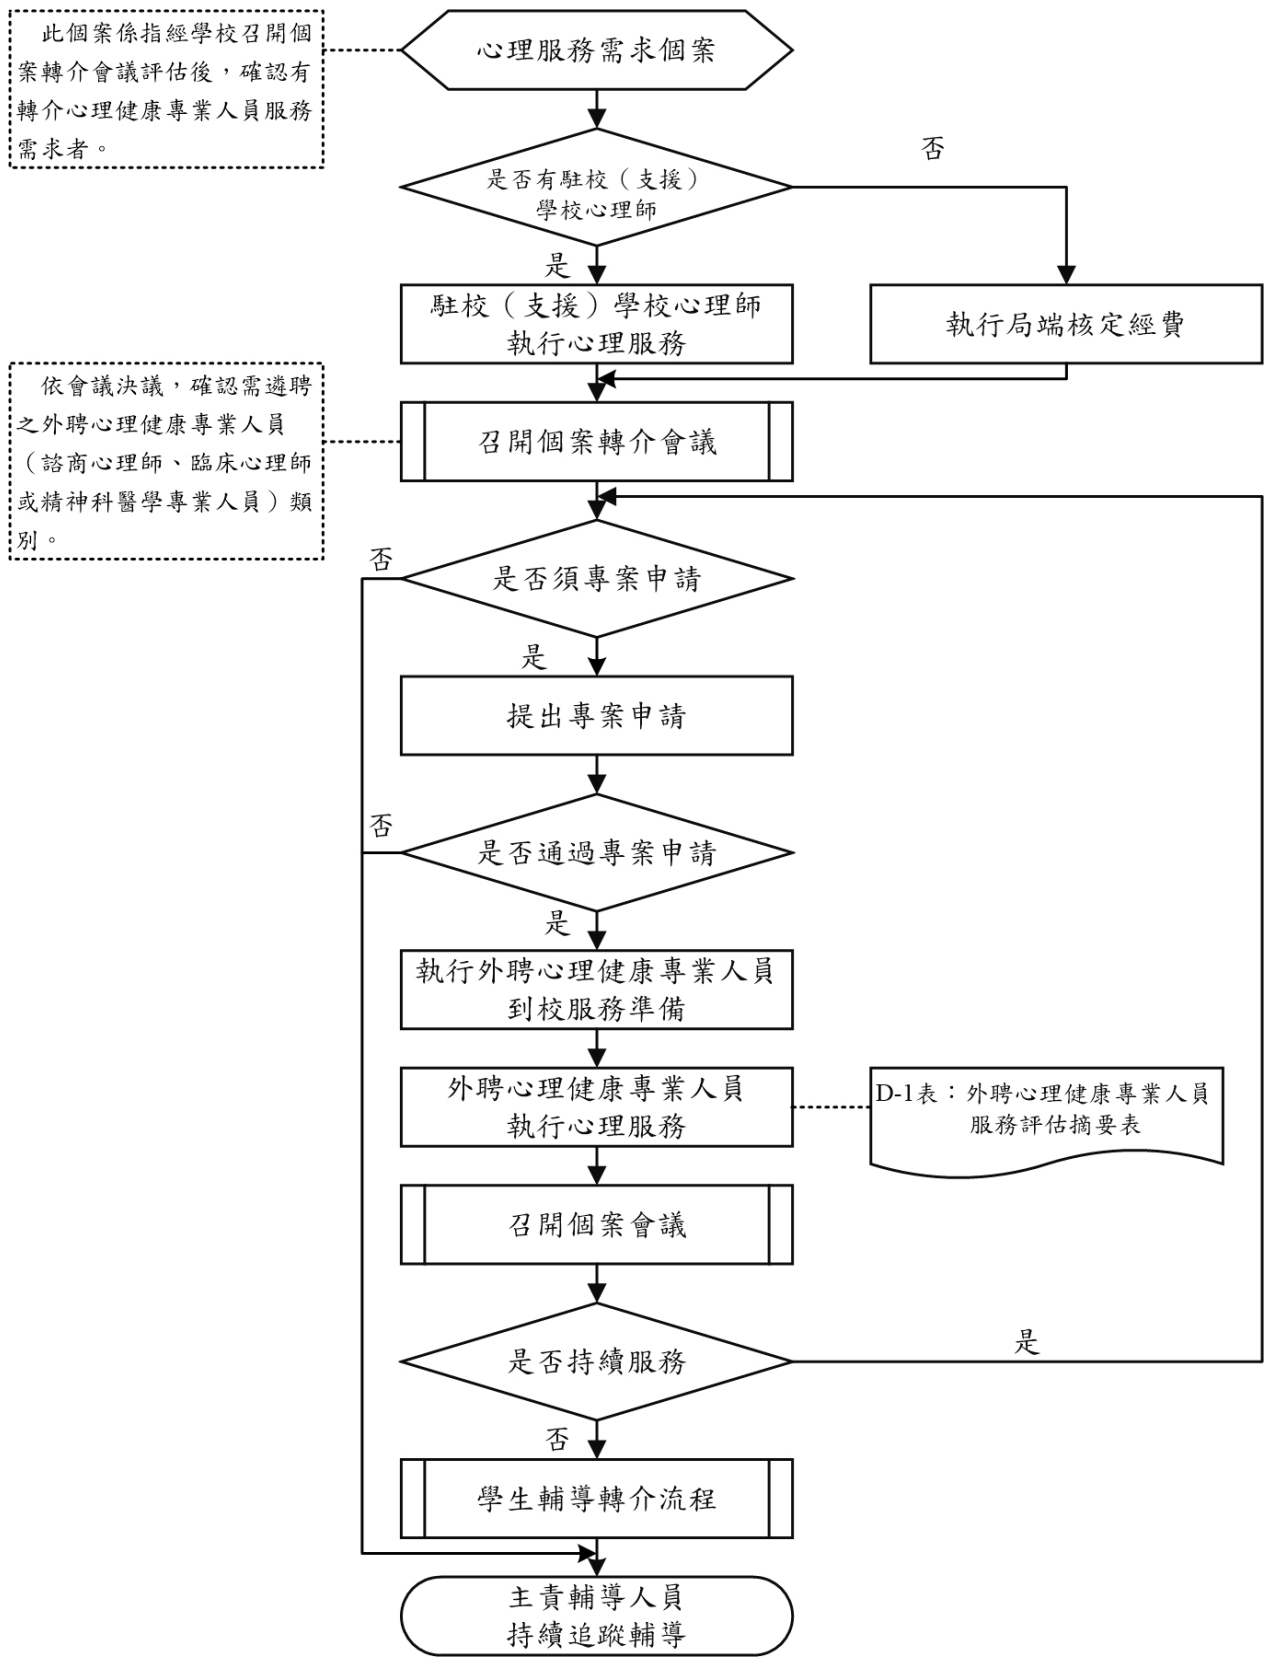 此個案係指經學校召開個
案轉介會議評估後，確認有
轉介心理健康專業人員服務
需求者。
心理服務需求個案
是否有駐校（支援）
學校心理師
否
是
駐校（支援）學校心理師
執行心理服務
執行局端核定經費
依會議決議，確認需遴聘
之外聘心理健康專業人員
（諮商心理師、臨床心理師
或精神科醫學專業人員）類
別。
召開個案轉介會議
否
是否須專案申請
是
提出專案申請
否
是否通過專案申請
是
執行外聘心理健康專業人員
到校服務準備
外聘心理健康專業人員
執行心理服務
D-1表：外聘心理健康專業人員
服務評估摘要表
召開個案會議
是否持續服務
是
否
學生輔導轉介流程
主責輔導人員
持續追蹤輔導